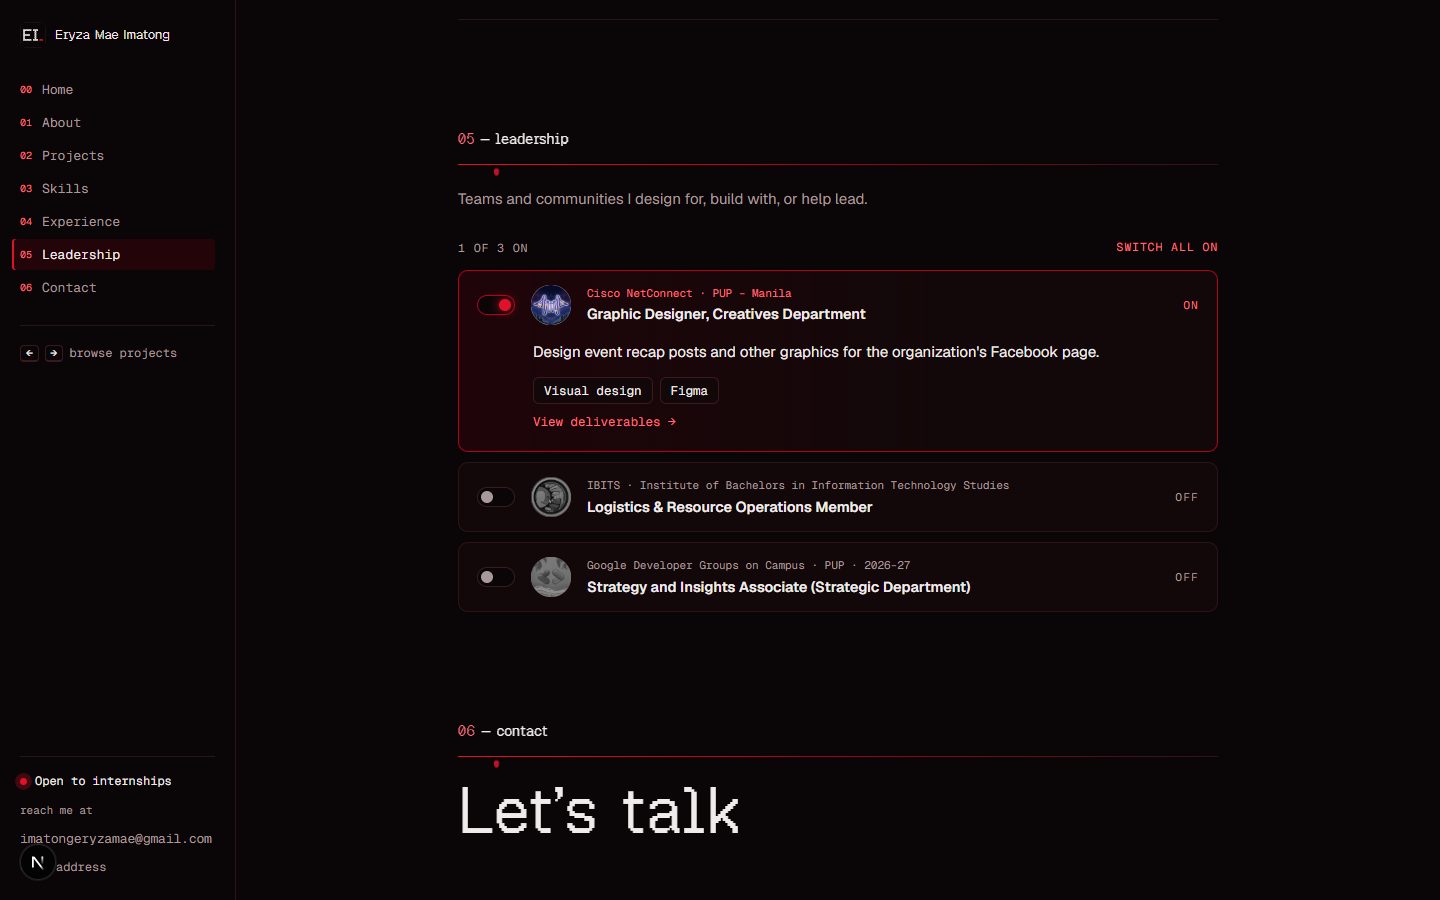 EI. Eryza Mae Imatong
00 Home
01 About
02 Projects
03 Skills
04 Experience
05 Leadership
06 Contact
← → browse projects
Open to internships
reach me at
imatongeryzamae@gmail.com
N address
05 — leadership
Teams and communities I design for, build with, or help lead.
1 OF 3 ON SWITCH ALL ON
Cisco NetConnect · PUP – Manila
Graphic Designer, Creatives Department
ON
Design event recap posts and other graphics for the organization's Facebook page.
Visual design Figma
View deliverables →
IBITS · Institute of Bachelors in Information Technology Studies
Logistics & Resource Operations Member
OFF
Google Developer Groups on Campus · PUP · 2026–27
Strategy and Insights Associate (Strategic Department)
OFF
06 — contact
Let's talk